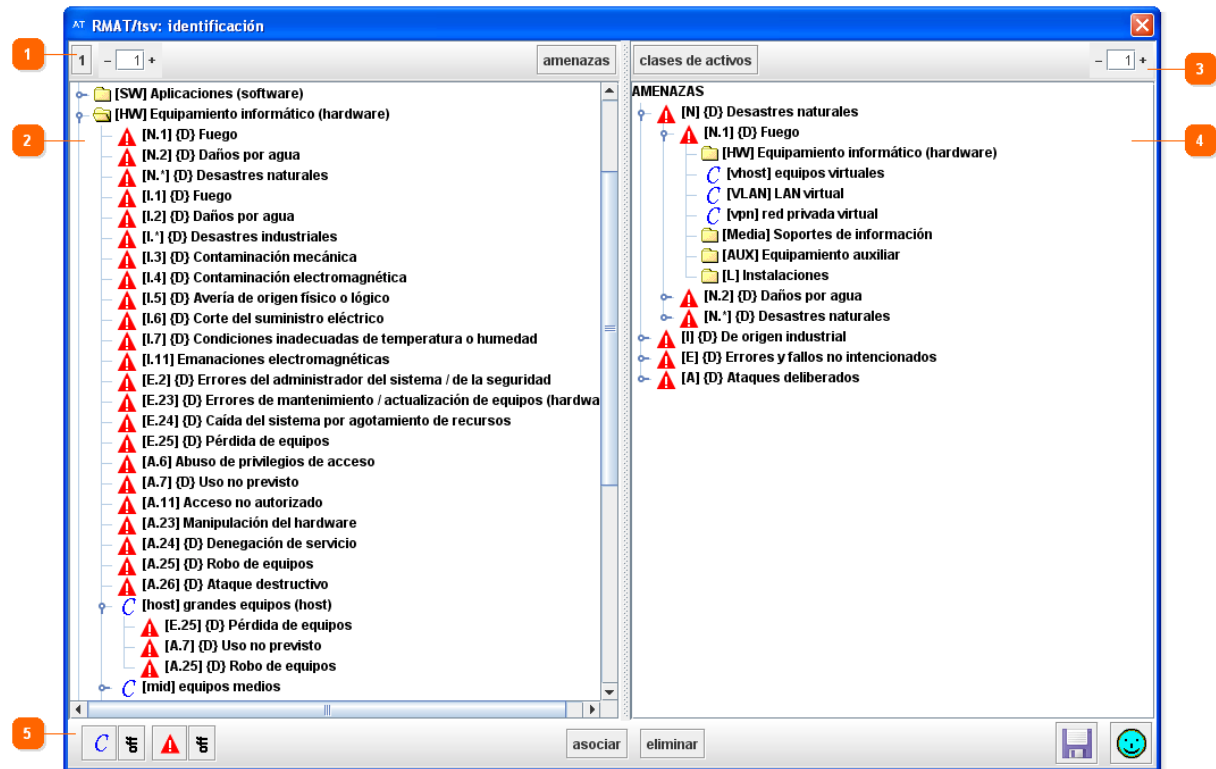 AT RMAT/tsv: identificación
1
1 - 1 + amenazas
clases de activos - 1 +
3
2
[SW] Aplicaciones (software)
[HW] Equipamiento informático (hardware)
[N.1] {D} Fuego
[N.2] {D} Daños por agua
[N.*] {D} Desastres naturales
[I.1] {D} Fuego
[I.2] {D} Daños por agua
[I.*] {D} Desastres industriales
[I.3] {D} Contaminación mecánica
[I.4] {D} Contaminación electromagnética
[I.5] {D} Avería de origen físico o lógico
[I.6] {D} Corte del suministro eléctrico
[I.7] {D} Condiciones inadecuadas de temperatura o humedad
[I.11] Emanaciones electromagnéticas
[E.2] {D} Errores del administrador del sistema / de la seguridad
[E.23] {D} Errores de mantenimiento / actualización de equipos (hardwa
[E.24] {D} Caída del sistema por agotamiento de recursos
[E.25] {D} Pérdida de equipos
[A.6] Abuso de privilegios de acceso
[A.7] {D} Uso no previsto
[A.11] Acceso no autorizado
[A.23] Manipulación del hardware
[A.24] {D} Denegación de servicio
[A.25] {D} Robo de equipos
[A.26] {D} Ataque destructivo
C [host] grandes equipos (host)
[E.25] {D} Pérdida de equipos
[A.7] {D} Uso no previsto
[A.25] {D} Robo de equipos
C [mid] equipos medios
AMENAZAS
4
[N] {D} Desastres naturales
[N.1] {D} Fuego
[HW] Equipamiento informático (hardware)
C [vhost] equipos virtuales
C [VLAN] LAN virtual
C [vpn] red privada virtual
[Media] Soportes de información
[AUX] Equipamiento auxiliar
[L] Instalaciones
[N.2] {D} Daños por agua
[N.*] {D} Desastres naturales
[I] {D} De origen industrial
[E] {D} Errores y fallos no intencionados
[A] {D} Ataques deliberados
5
C
asociar
eliminar